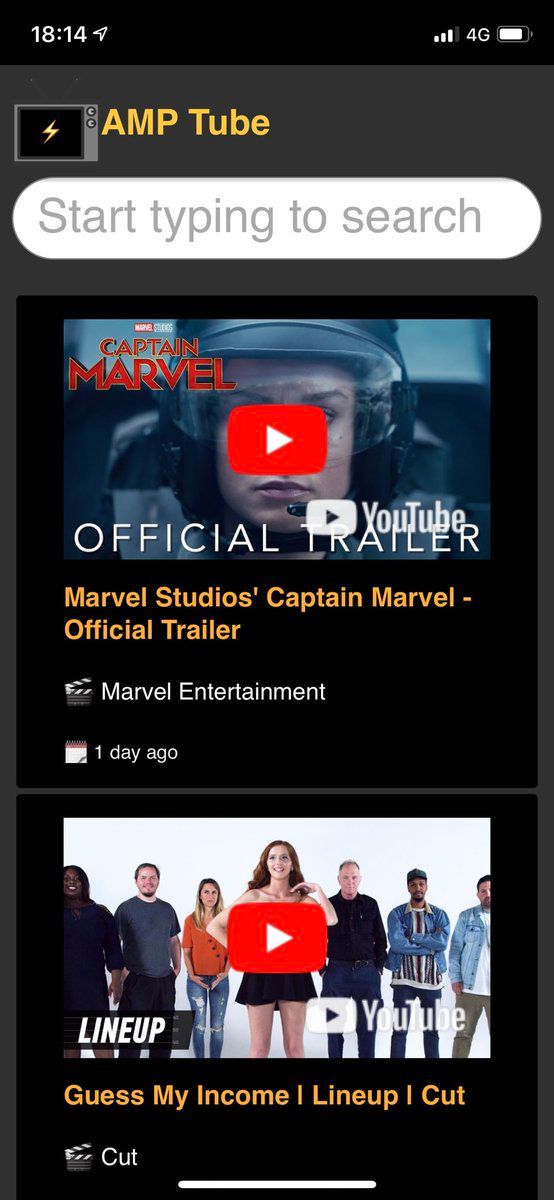 18:14
4G
AMP Tube
Start typing to search
MARVEL STUDIOS
CAPTAIN
MARVEL
YouTube
OFFICIAL TRAILER
Marvel Studios' Captain Marvel -
Official Trailer
Marvel Entertainment
1 day ago
LINEUP
YouTube
Guess My Income | Lineup | Cut
Cut